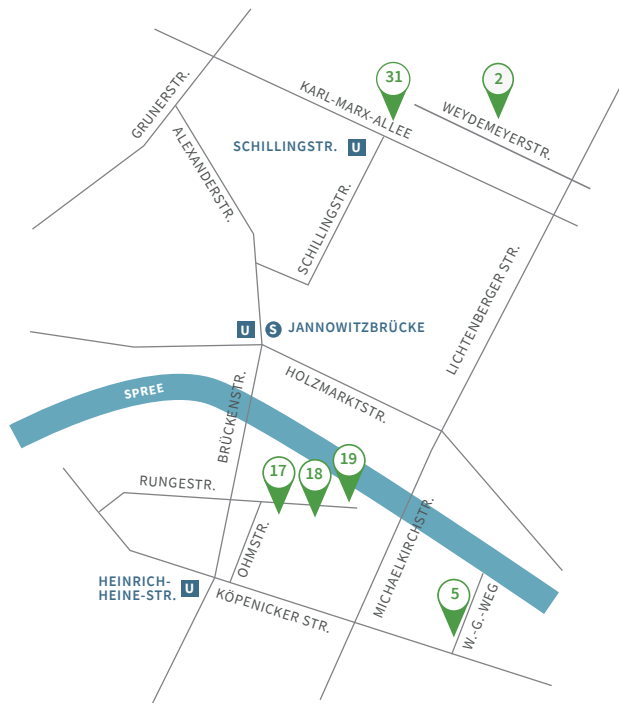 31
2
KARL-MARX-ALLEE
WEYDEMEYERSTR.
GRUNERSTR.
ALEXANDERSTR.
SCHILLINGSTR. U
SCHILLINGSTR.
LICHTENBERGER STR.
U S JANNOWITZBRÜCKE
HOLZMARKTSTR.
SPREE
BRÜCKENSTR.
17
18
19
RUNGESTR.
OHMSTR.
MICHAELKIRCHSTR.
HEINRICH-
HEINE-STR. U
KÖPENICKER STR.
5
W.-G.-WEG